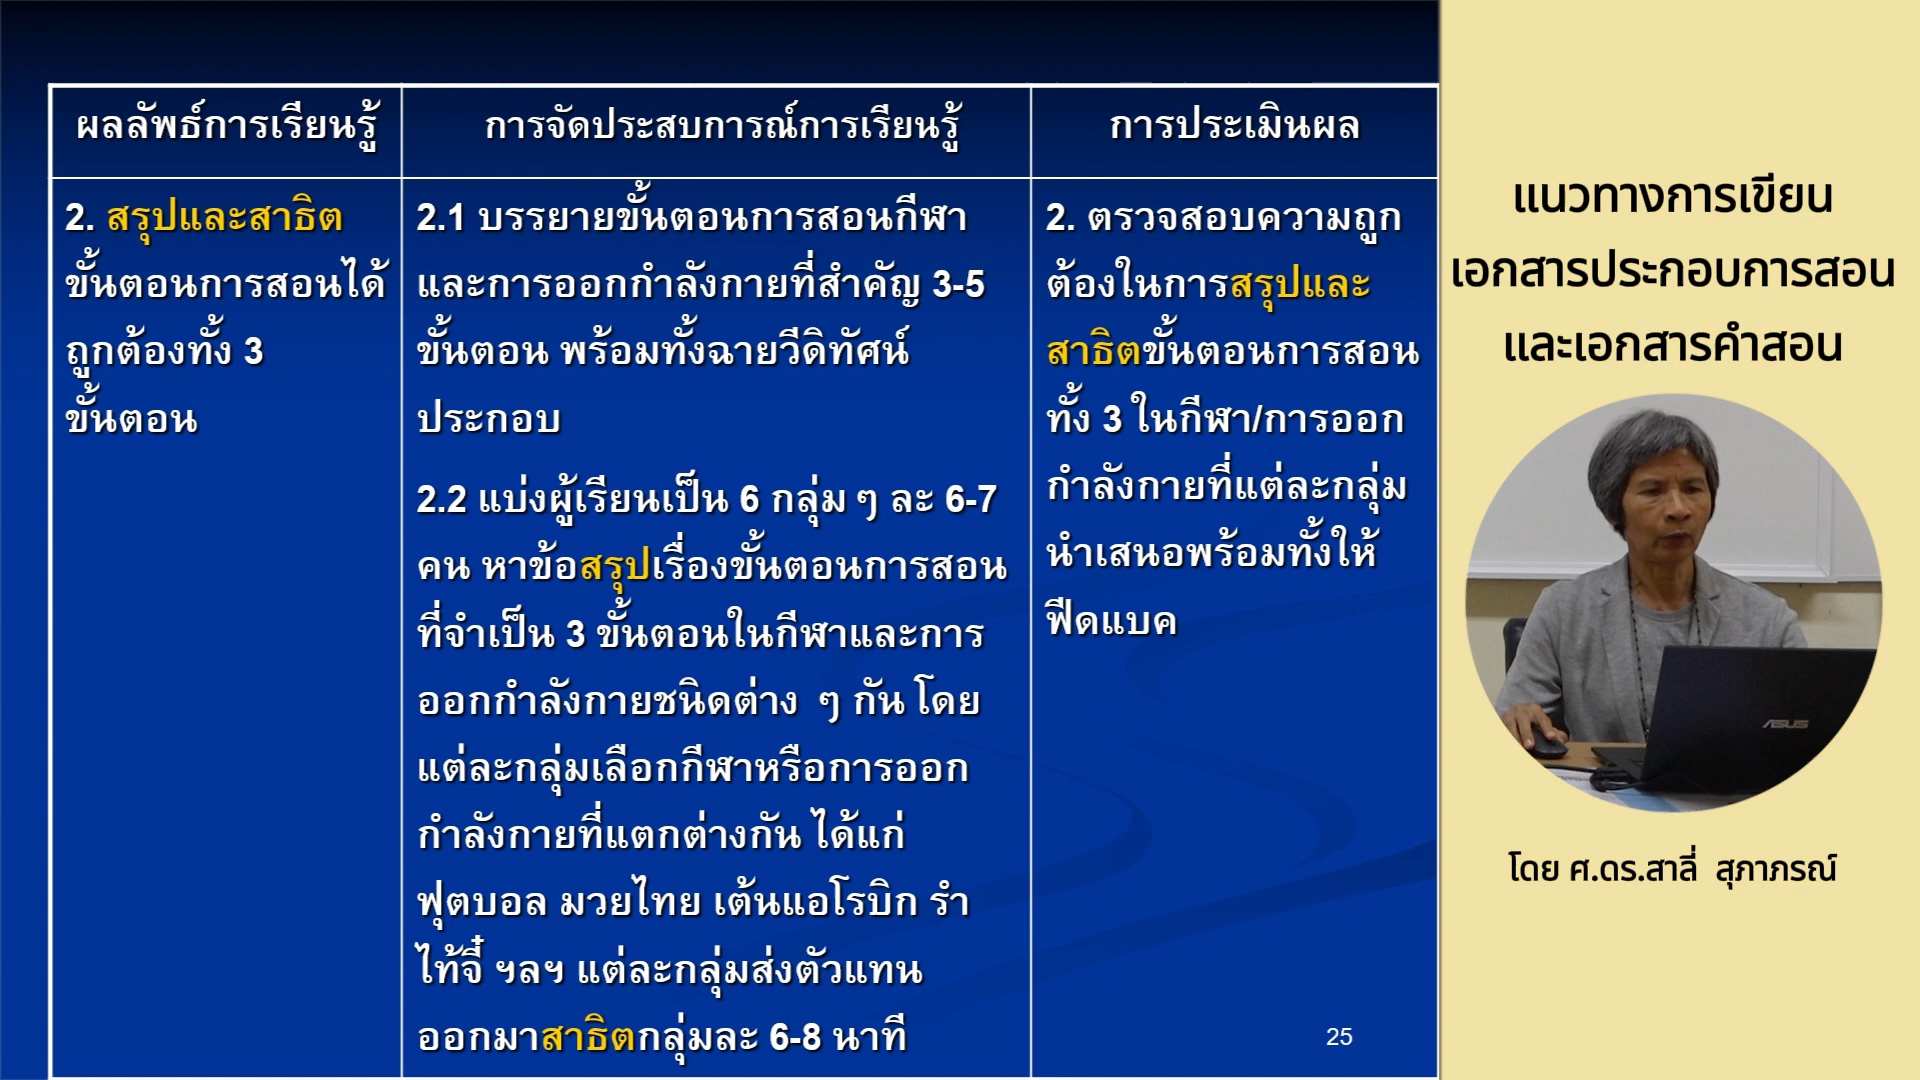 ผลลัพธ์การเรียนรู้
การจัดประสบการณ์การเรียนรู้
การประเมินผล
2. สรุปและสาธิต
ขั้นตอนการสอนได้
ถูกต้องทั้ง 3
ขั้นตอน
2.1 บรรยายขั้นตอนการสอนกีฬา
และการออกกำลังกายที่สำคัญ 3-5
ขั้นตอน พร้อมทั้งฉายวีดิทัศน์
ประกอบ
2.2 แบ่งผู้เรียนเป็น 6 กลุ่ม ๆ ละ 6-7
คน หาข้อสรุปเรื่องขั้นตอนการสอน
ที่จำเป็น 3 ขั้นตอนในกีฬาและการ
ออกกำลังกายชนิดต่าง ๆ กัน โดย
แต่ละกลุ่มเลือกกีฬาหรือการออก
กำลังกายที่แตกต่างกัน ได้แก่
ฟุตบอล มวยไทย เต้นแอโรบิก รำ
ไท้จี๋ ฯลฯ แต่ละกลุ่มส่งตัวแทน
ออกมาสาธิตกลุ่มละ 6-8 นาที
2. ตรวจสอบความถูก
ต้องในการสรุปและ
สาธิตขั้นตอนการสอน
ทั้ง 3 ในกีฬา/การออก
กำลังกายที่แต่ละกลุ่ม
นำเสนอพร้อมทั้งให้
ฟีดแบค
25
แนวทางการเขียน
เอกสารประกอบการสอน
และเอกสารคำสอน
ASUS
โดย ศ.ดร.สาลี่ สุภาภรณ์